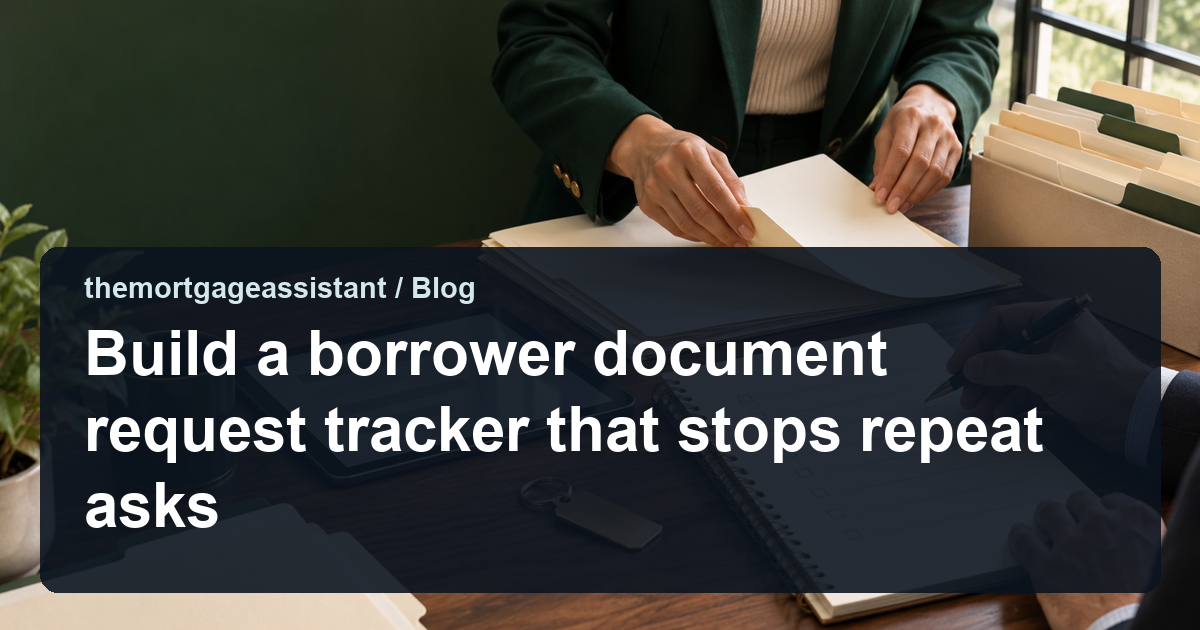 themortgageassistant / Blog
Build a borrower document
request tracker that stops repeat
asks